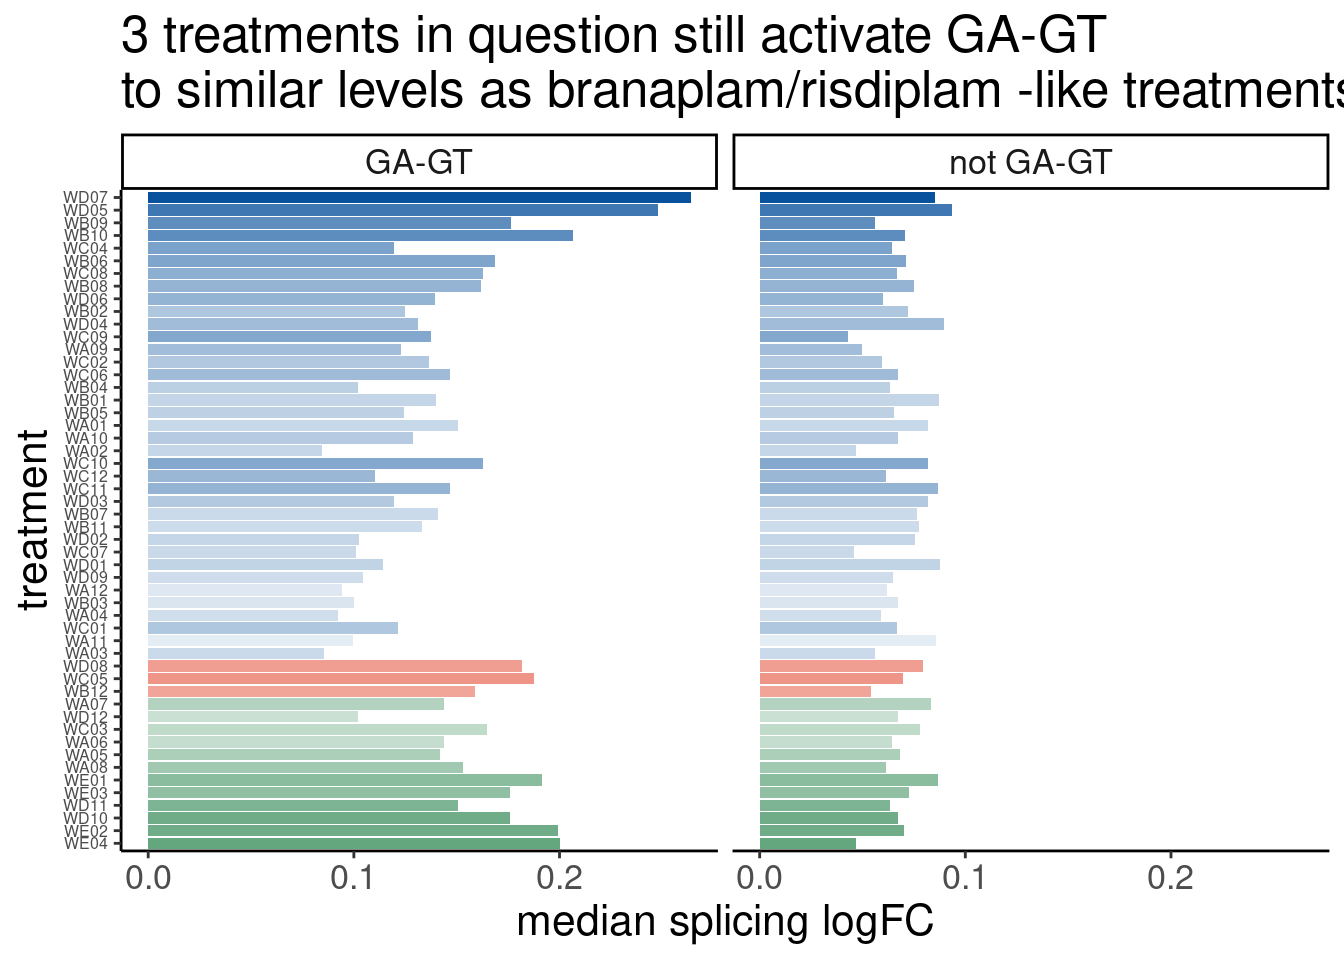 3 treatments in question still activate GA-GT
to similar levels as branaplam/risdiplam -like treatments
GA-GT
not GA-GT
treatment
WD07
WD05
WB09
WB10
WC04
WB06
WC08
WB08
WD06
WB02
WD04
WC09
WA09
WC02
WC06
WB04
WB01
WB05
WA01
WA10
WA02
WC10
WC12
WC11
WD03
WB07
WB11
WD02
WC07
WD01
WD09
WA12
WB03
WA04
WC01
WA11
WA03
WD08
WC05
WB12
WA07
WD12
WC03
WA06
WA05
WA08
WE01
WE03
WD11
WD10
WE02
WE04
0.0 0.1 0.2
0.0 0.1 0.2
median splicing logFC